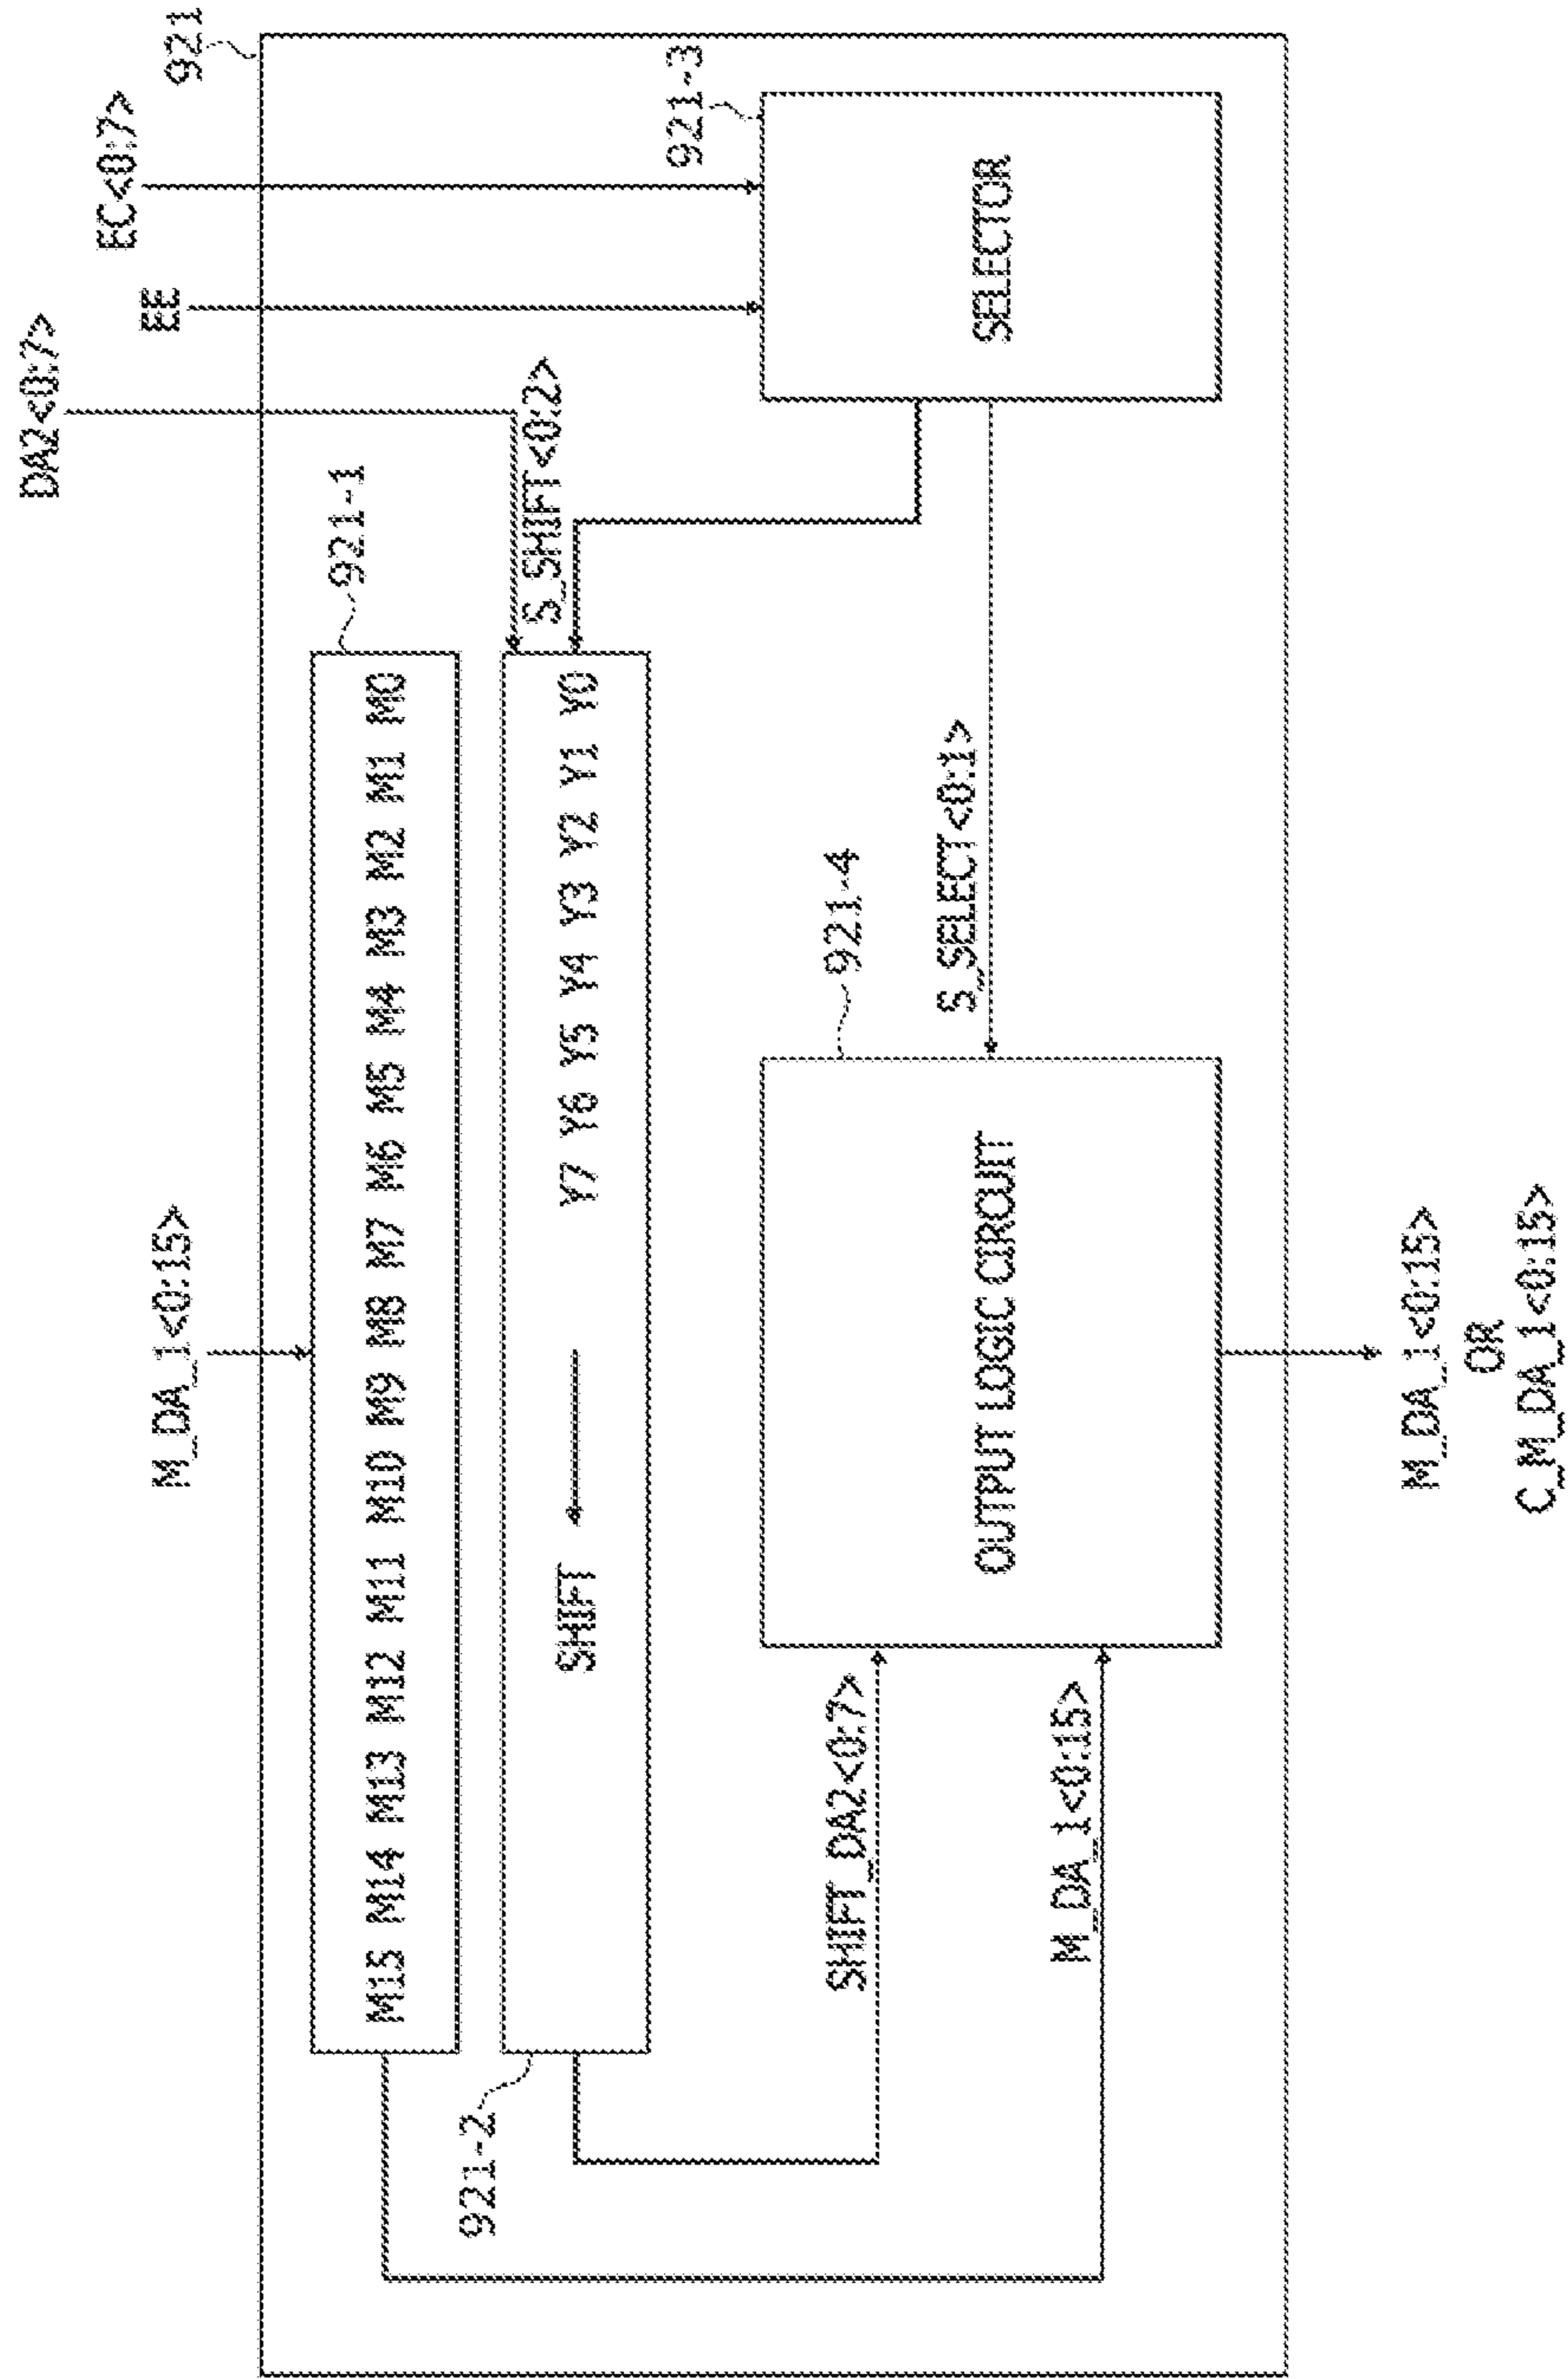 DA2<0:7>
EC<0:7>
M_DA_1<0:15>
EE
921
921-1
M15 M14 M13 M12 M11 M10 M9 M8 M7 M6 M5 M4 M3 M2 M1 M0
921-2
SHIFT
Y7 Y6 Y5 Y4 Y3 Y2 Y1 Y0
S_SHIFT<0:2>
921-3
SELECTOR
SHIFT_DA2<0:7>
921-4
S_SELECT<0:1>
OUTPUT LOGIC CIRCUIT
M_DA_1<0:15>
M_DA_1<0:15>
OR
C_M_DA_1<0:15>